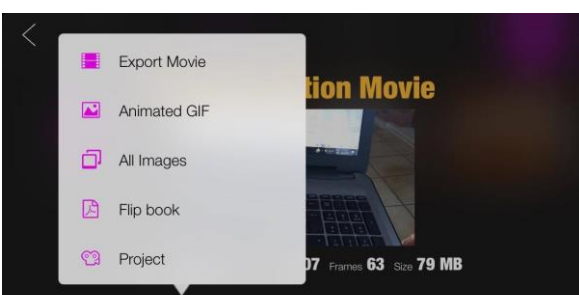 Export Movie
tion Movie
Animated GIF
All Images
Flip book
Project
07 Frames 63 Size 79 MB